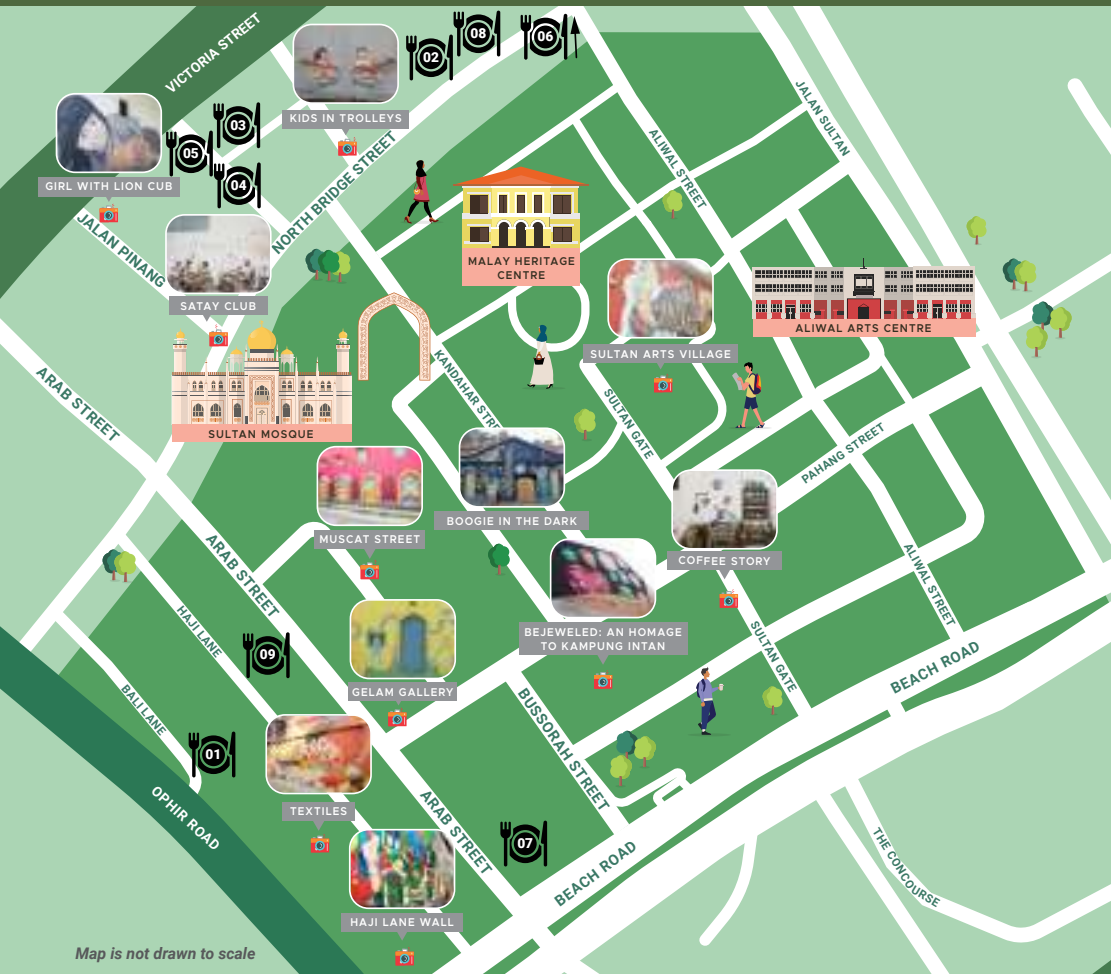 VICTORIA STREET
KIDS IN TROLLEYS
02
08
06
GIRL WITH LION CUB
03
05
04
NORTH BRIDGE STREET
JALAN PINANG
SATAY CLUB
ALIWAL STREET
JALAN SULTAN
MALAY HERITAGE
CENTRE
SULTAN ARTS VILLAGE
ALIWAL ARTS CENTRE
ARAB STREET
SULTAN MOSQUE
KANDAHAR STRE
SULTAN GATE
PAHANG STREET
MUSCAT STREET
BOOGIE IN THE DARK
COFFEE STORY
ARAB STREET
HAJI LANE
09
BALI LANE
01
GELAM GALLERY
BEJEWELED: AN HOMAGE
TO KAMPUNG INTAN
SULTAN GATE
ALIWAL STREET
BEACH ROAD
BUSSORAH STREET
OPHIR ROAD
TEXTILES
ARAB STREET
07
BEACH ROAD
THE CONCOURSE
HAJI LANE WALL
Map is not drawn to scale